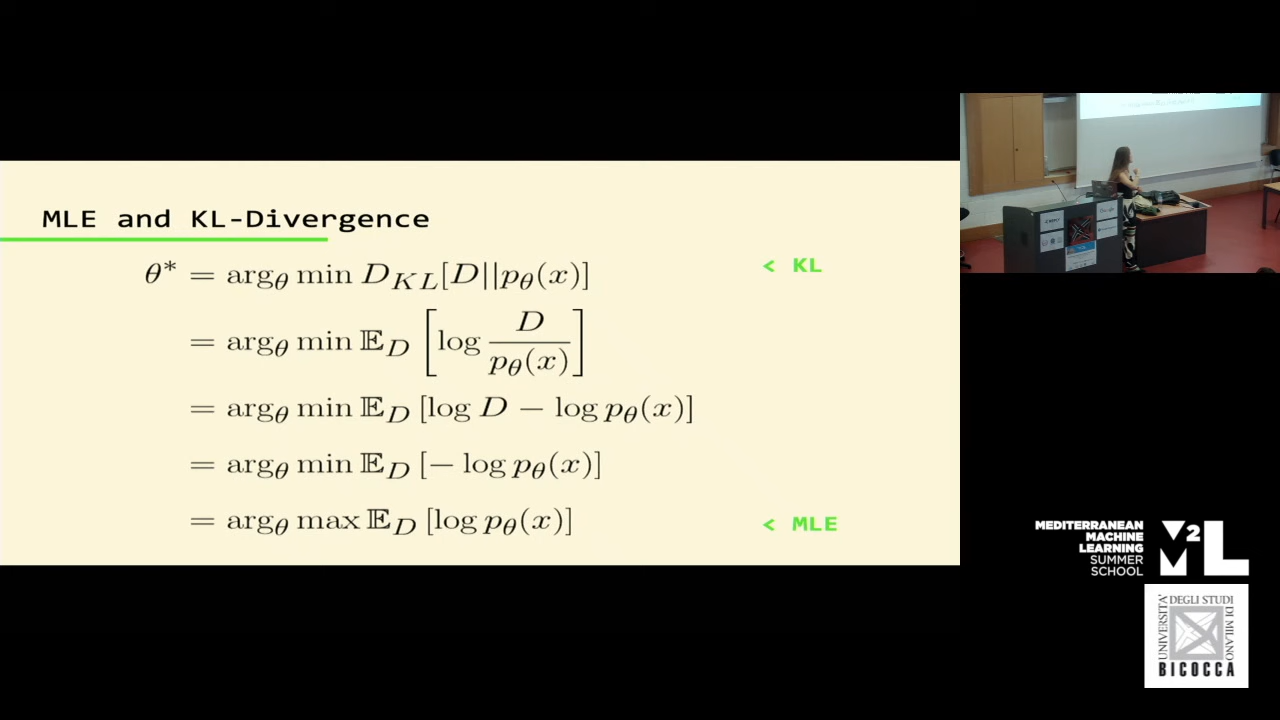 MLE and KL-Divergence
θ* = arg_θ min D_{KL}[D||p_θ(x)]
< KL
= arg_θ min 𝔼_D [log D / p_θ(x)]
= arg_θ min 𝔼_D [log D − log p_θ(x)]
= arg_θ min 𝔼_D [− log p_θ(x)]
= arg_θ max 𝔼_D [log p_θ(x)]
< MLE
MEDITERRANEAN
MACHINE
LEARNING
SUMMER
SCHOOL
M2L
UNIVERSITÀ
DEGLI STUDI
DI MILANO
BICOCCA